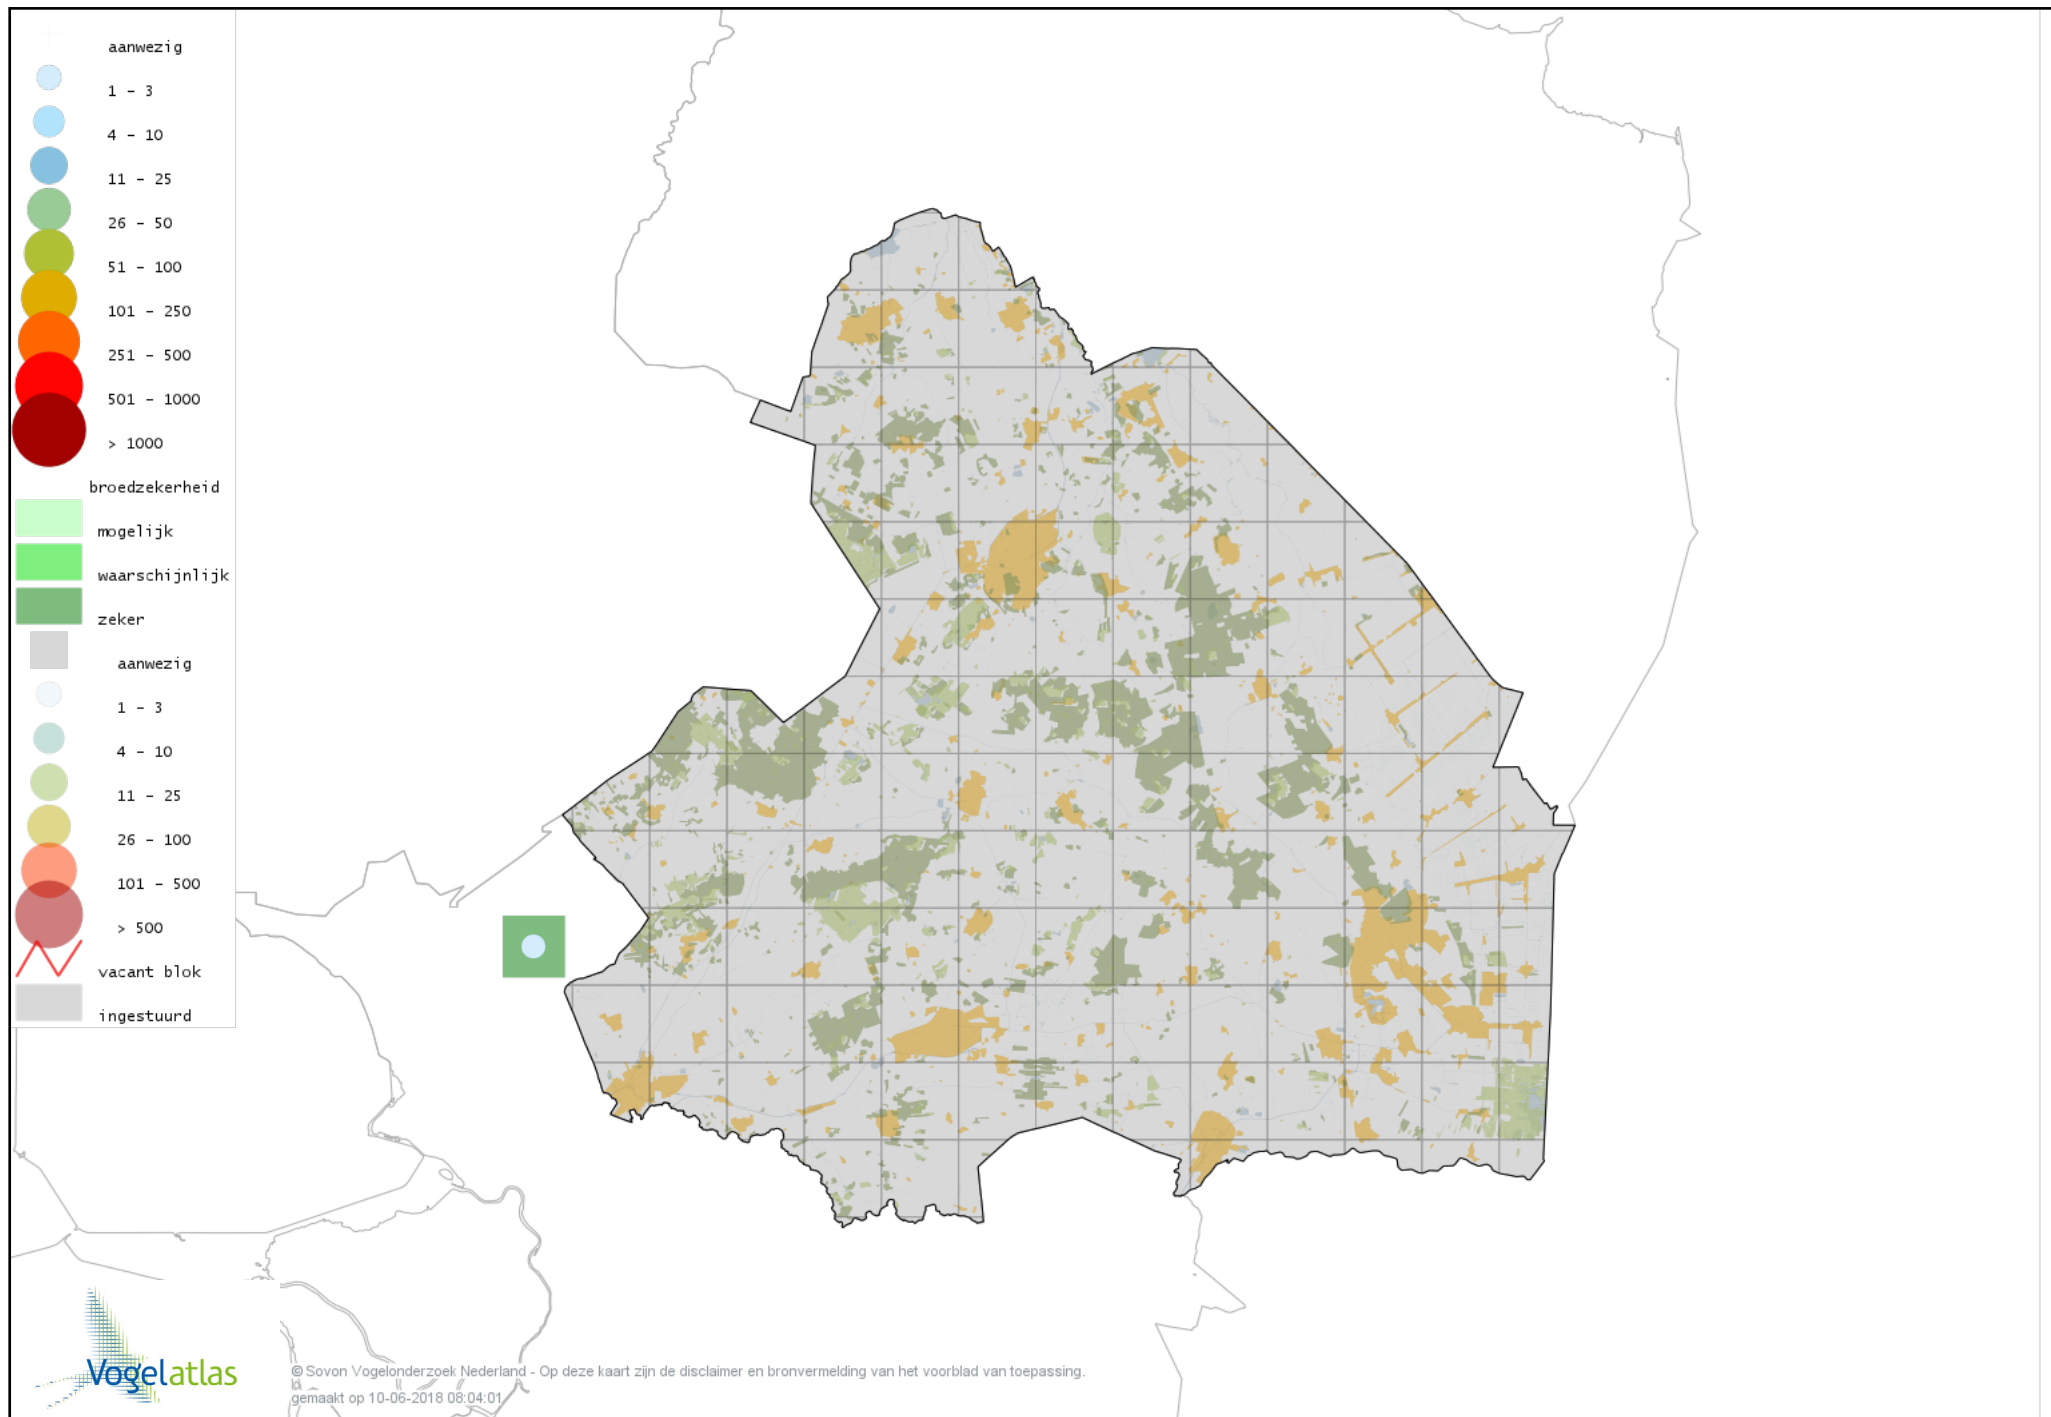 aanwezig
1 - 3
4 - 10
11 - 25
26 - 50
51 - 100
101 - 250
251 - 500
501 - 1000
> 1000
broedzekerheid
mogelijk
waarschijnlijk
zeker
aanwezig
1 - 3
4 - 10
11 - 25
26 - 100
101 - 500
> 500
vacant blok
ingestuurd
Vogelatlas
© Sovon Vogelonderzoek Nederland - Op deze kaart zijn de disclaimer en bronvermelding van het voorblad van toepassing.
gemaakt op 10-06-2018 08:04:01